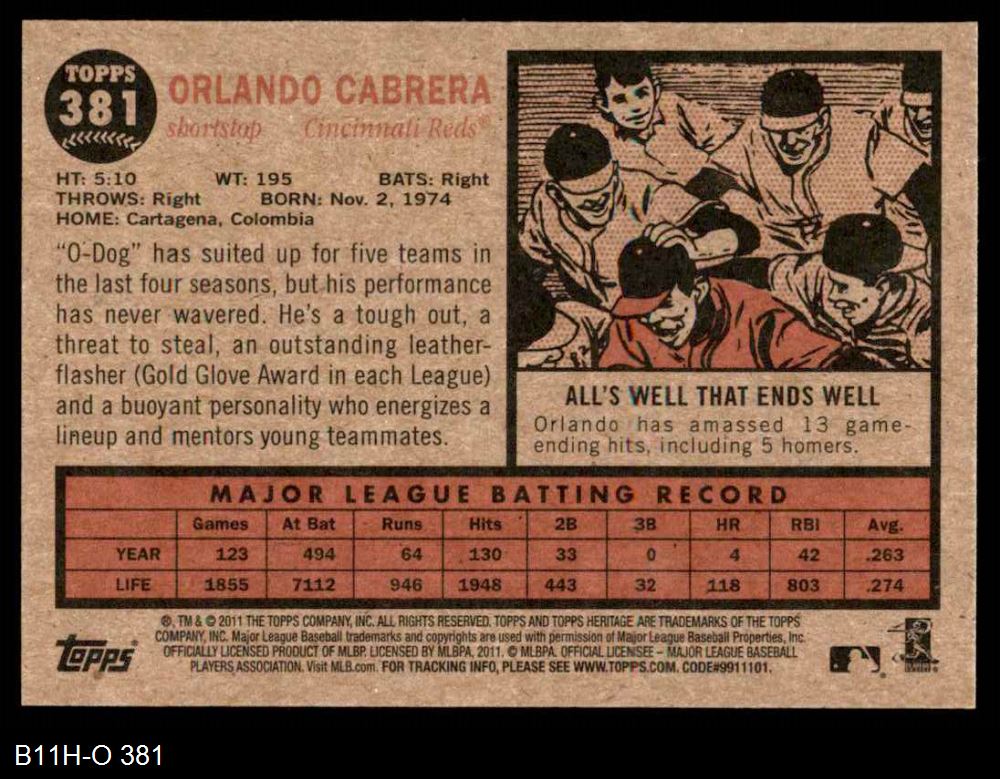 TOPPS
381
ORLANDO CABRERA
shortstop Cincinnati Reds®
HT: 5:10 WT: 195 BATS: Right
THROWS: Right BORN: Nov. 2, 1974
HOME: Cartagena, Colombia
"O-Dog" has suited up for five teams in
the last four seasons, but his performance
has never wavered. He's a tough out, a
threat to steal, an outstanding leather-
flasher (Gold Glove Award in each League)
and a buoyant personality who energizes a
lineup and mentors young teammates.
ALL'S WELL THAT ENDS WELL
Orlando has amassed 13 game-
ending hits, including 5 homers.
MAJOR LEAGUE BATTING RECORD
Games At Bat Runs Hits 2B 3B HR RBI Avg.
YEAR 123 494 64 130 33 0 4 42 .263
LIFE 1855 7112 946 1948 443 32 118 803 .274
®, TM & © 2011 THE TOPPS COMPANY, INC. ALL RIGHTS RESERVED. TOPPS AND TOPPS HERITAGE ARE TRADEMARKS OF THE TOPPS
COMPANY, INC. Major League Baseball trademarks and copyrights are used with permission of Major League Baseball Properties, Inc.
OFFICIALLY LICENSED PRODUCT OF MLBP. LICENSED BY MLBPA, 2011. © MLBPA. OFFICIAL LICENSEE – MAJOR LEAGUE BASEBALL
PLAYERS ASSOCIATION. Visit MLB.com. FOR TRACKING INFO, PLEASE SEE WWW.TOPPS.COM. CODE#9911101.
Topps
B11H-O 381